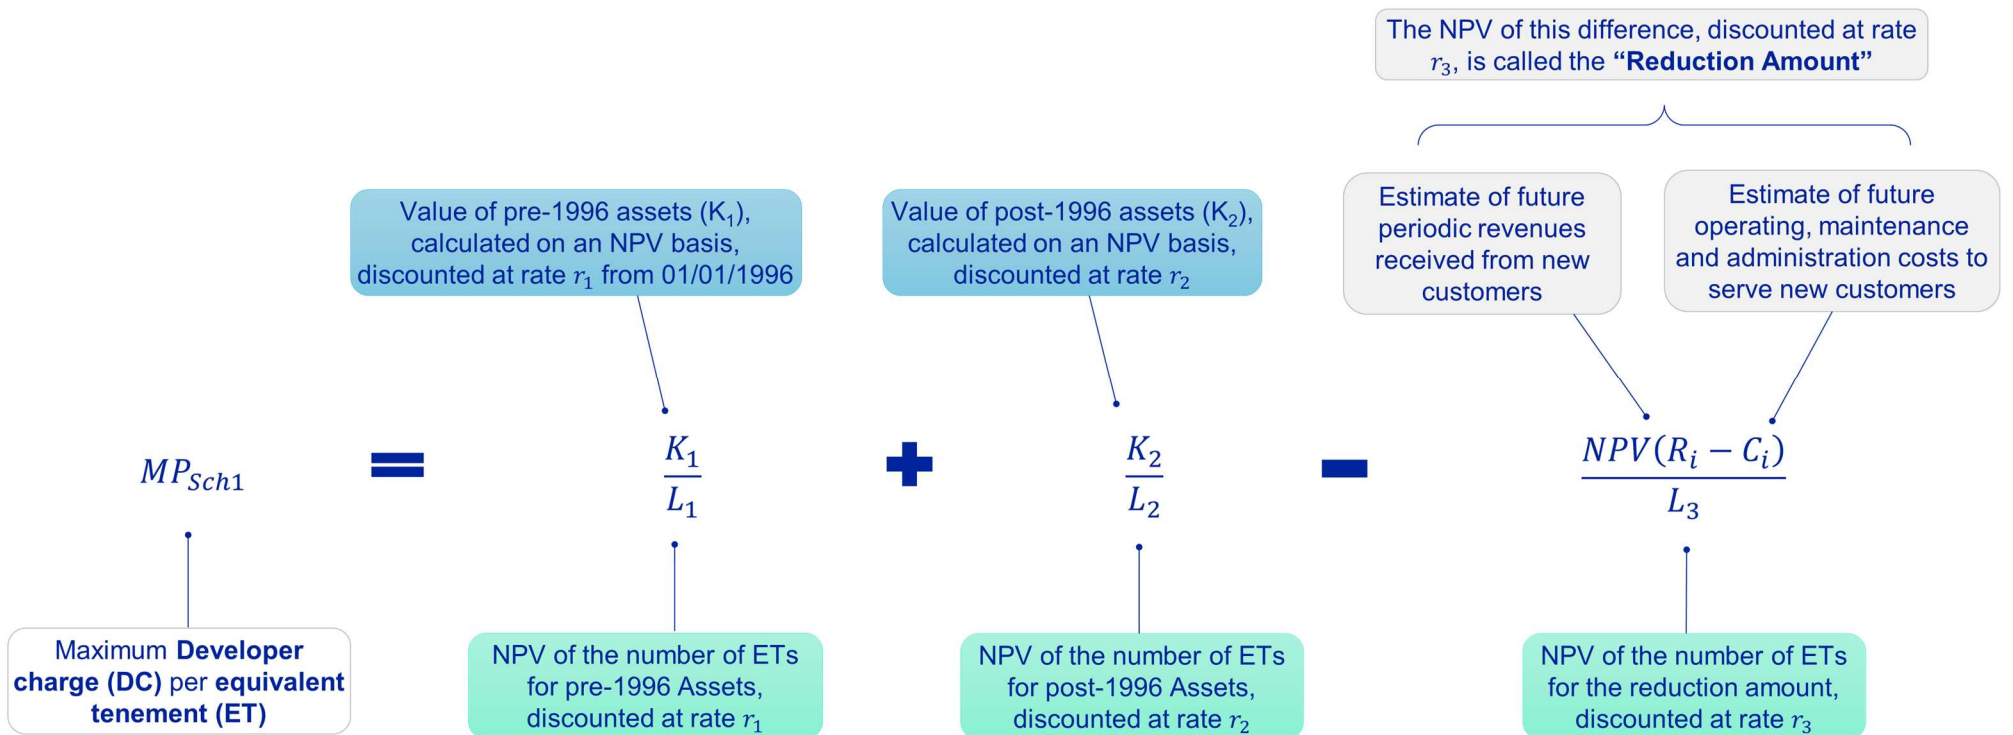 The NPV of this difference, discounted at rate
r₃, is called the “Reduction Amount”
Value of pre-1996 assets (K₁),
calculated on an NPV basis,
discounted at rate r₁ from 01/01/1996
Value of post-1996 assets (K₂),
calculated on an NPV basis,
discounted at rate r₂
Estimate of future
periodic revenues
received from new
customers
Estimate of future
operating, maintenance
and administration costs to
serve new customers
MP_{Sch1} = K₁/L₁ + K₂/L₂ − NPV(R_i − C_i)/L₃
Maximum Developer
charge (DC) per equivalent
tenement (ET)
NPV of the number of ETs
for pre-1996 Assets,
discounted at rate r₁
NPV of the number of ETs
for post-1996 Assets,
discounted at rate r₂
NPV of the number of ETs
for the reduction amount,
discounted at rate r₃